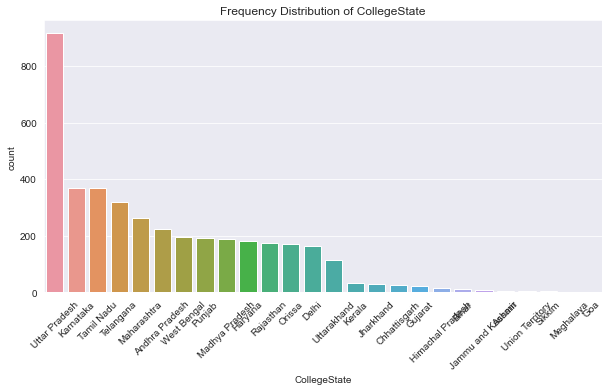 Frequency Distribution of CollegeState
count
800
600
400
200
0
Uttar Pradesh
Karnataka
Tamil Nadu
Telangana
Maharashtra
Andhra Pradesh
West Bengal
Punjab
Madhya Pradesh
Haryana
Rajasthan
Orissa
Delhi
Uttarakhand
Kerala
Jharkhand
Chhattisgarh
Gujarat
Himachal Pradesh
Bihar
Jammu and Kashmir
Assam
Union Territory
Sikkim
Meghalaya
Goa
CollegeState